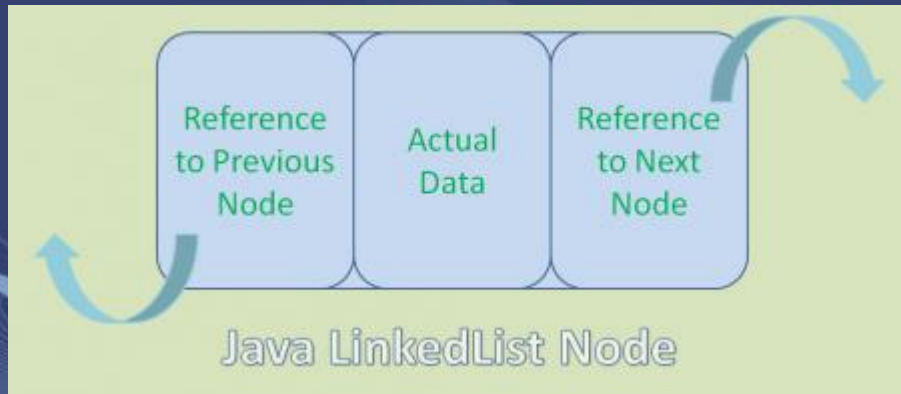 Reference
to Previous
Node
Actual
Data
Reference
to Next
Node
Java LinkedList Node